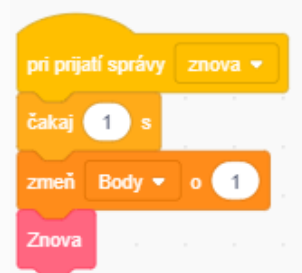 pri prijatí správy znova
čakaj 1 s
zmeň Body o 1
Znova